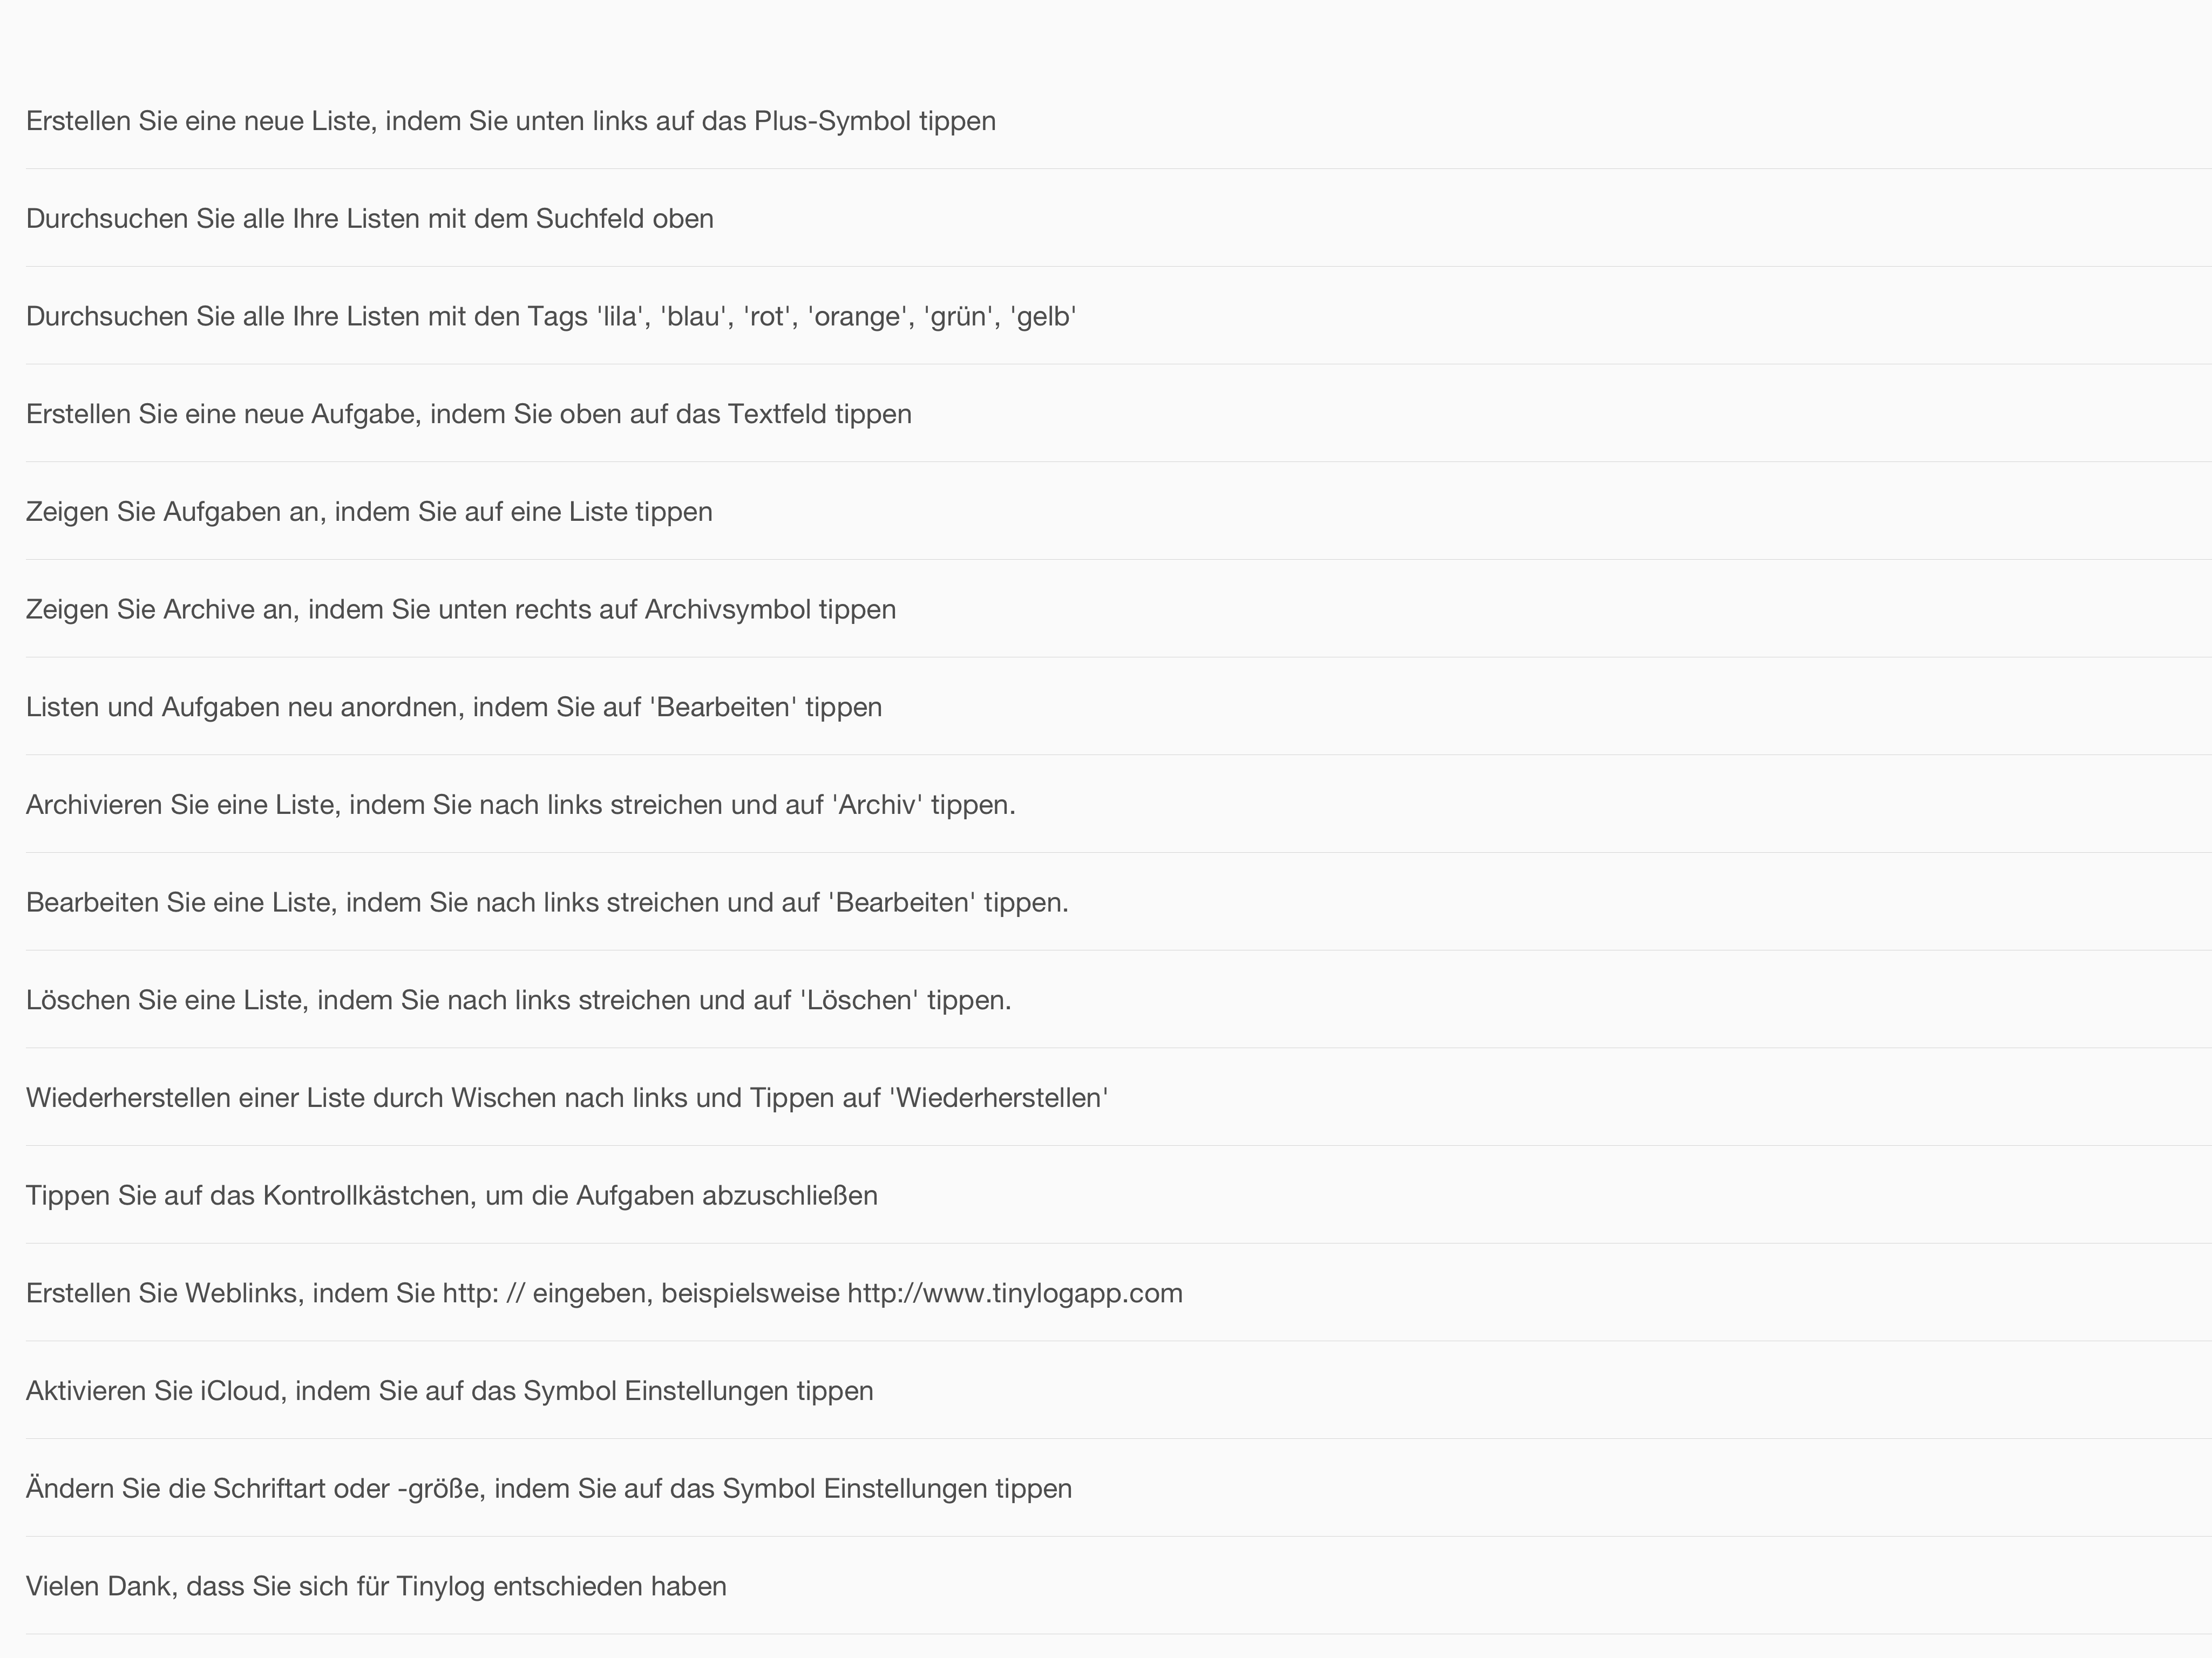 Erstellen Sie eine neue Liste, indem Sie unten links auf das Plus-Symbol tippen
Durchsuchen Sie alle Ihre Listen mit dem Suchfeld oben
Durchsuchen Sie alle Ihre Listen mit den Tags 'lila', 'blau', 'rot', 'orange', 'grün', 'gelb'
Erstellen Sie eine neue Aufgabe, indem Sie oben auf das Textfeld tippen
Zeigen Sie Aufgaben an, indem Sie auf eine Liste tippen
Zeigen Sie Archive an, indem Sie unten rechts auf Archivsymbol tippen
Listen und Aufgaben neu anordnen, indem Sie auf 'Bearbeiten' tippen
Archivieren Sie eine Liste, indem Sie nach links streichen und auf 'Archiv' tippen.
Bearbeiten Sie eine Liste, indem Sie nach links streichen und auf 'Bearbeiten' tippen.
Löschen Sie eine Liste, indem Sie nach links streichen und auf 'Löschen' tippen.
Wiederherstellen einer Liste durch Wischen nach links und Tippen auf 'Wiederherstellen'
Tippen Sie auf das Kontrollkästchen, um die Aufgaben abzuschließen
Erstellen Sie Weblinks, indem Sie http: // eingeben, beispielsweise http://www.tinylogapp.com
Aktivieren Sie iCloud, indem Sie auf das Symbol Einstellungen tippen
Ändern Sie die Schriftart oder -größe, indem Sie auf das Symbol Einstellungen tippen
Vielen Dank, dass Sie sich für Tinylog entschieden haben